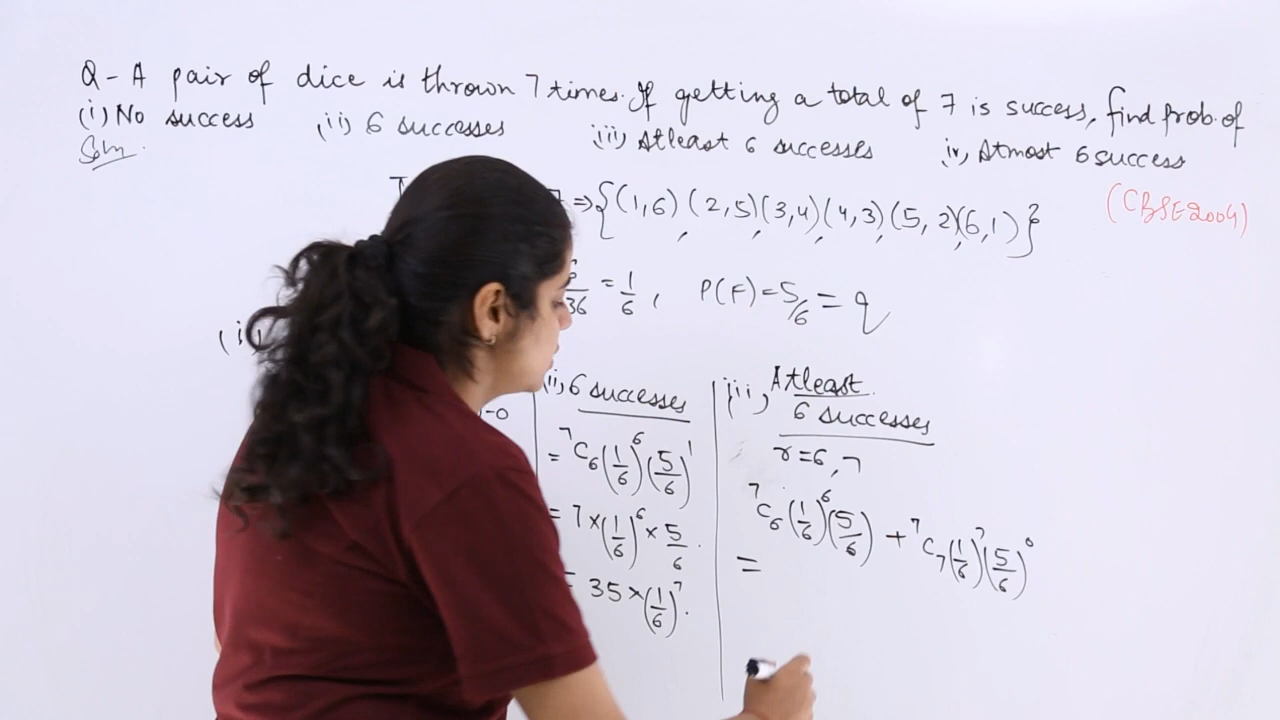 Q - A pair of dice is thrown 7 times. If getting a total of 7 is success, find Prob. of
(i) No success (ii) 6 successes (iii) Atleast 6 successes (iv) Atmost 6 success
Soln.
(CBSE 2004)
7 ⇒ {(1,6), (2,5), (3,4), (4,3), (5,2), (6,1)}
6/36 = 1/6, P(F) = 5/6 = q
(i)
-0
(ii) 6 successes
= ⁷C₆ (1/6)⁶ (5/6)¹
= 7 × (1/6)⁶ × 5/6.
= 35 × (1/6)⁷.
(iii) Atleast
6 successes
r = 6, 7
= ⁷C₆ (1/6)⁶ (5/6) + ⁷C₇ (1/6)⁷ (5/6)⁰